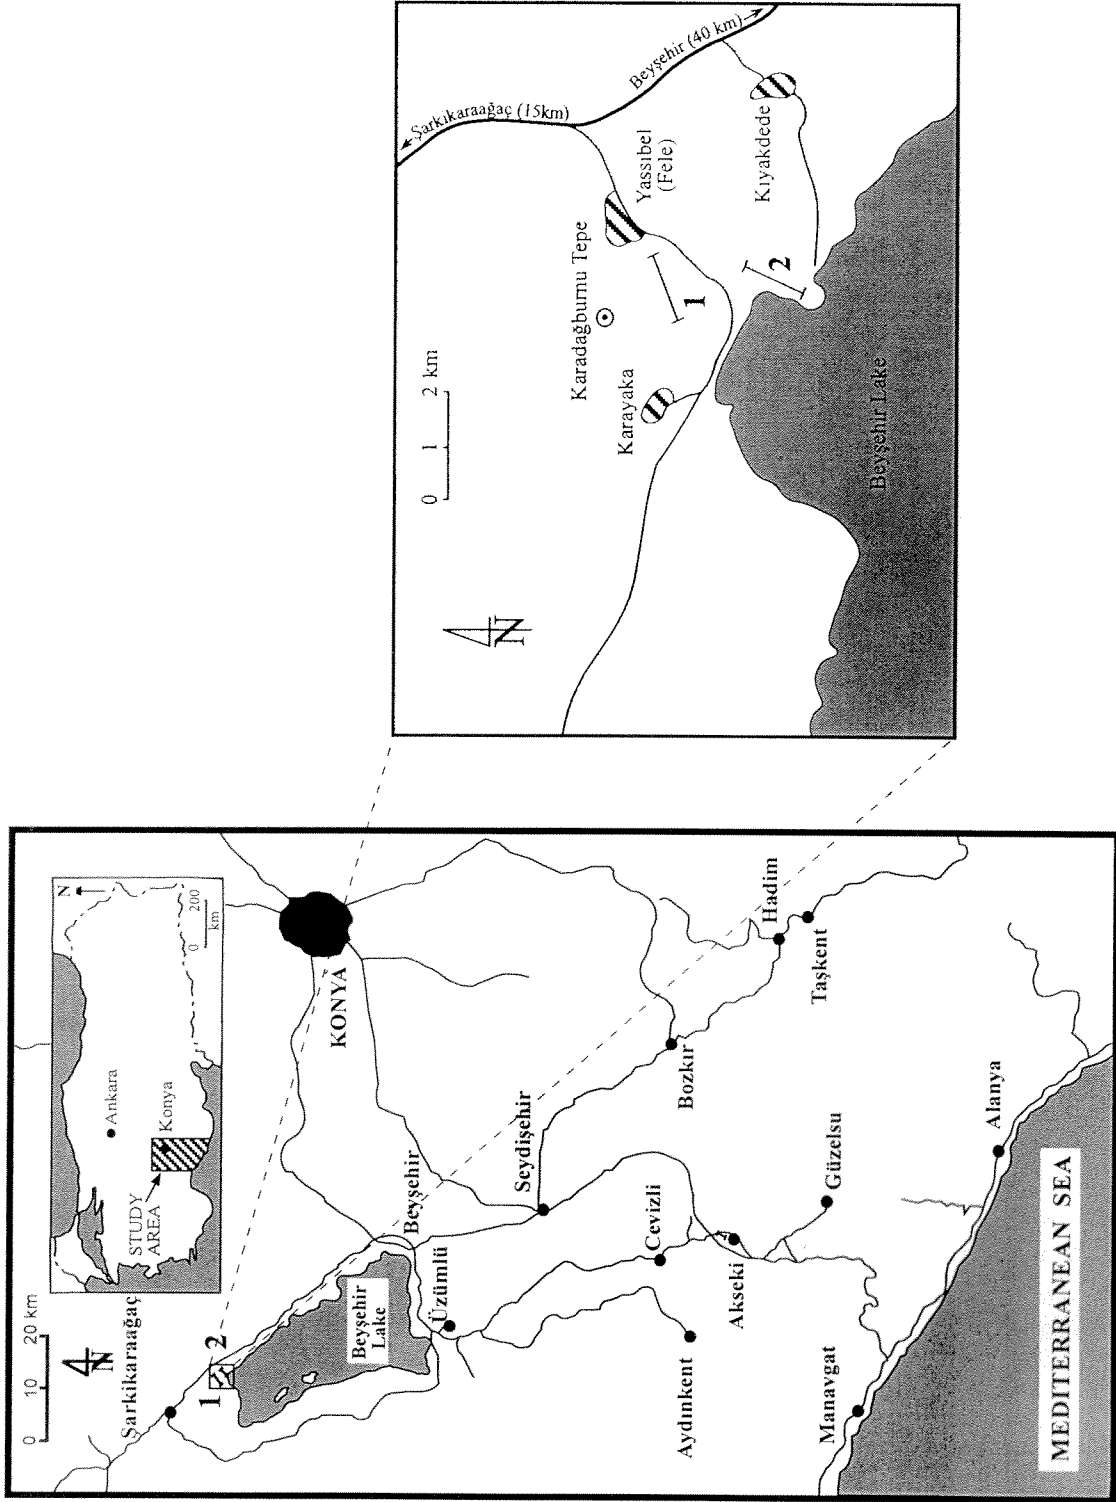 N
0 200
km
Ankara
Konya
STUDY
AREA
0 10 20 km
N
Şarkikaraağaç
1
2
KONYA
Beyşehir
Beyşehir
Lake
Üzümlü
Seydişehir
Bozkır
Hadim
Taşkent
Cevizli
Akseki
Güzelsu
Aydınkent
Manavgat
Alanya
MEDITERRANEAN SEA
N
0 1 2 km
Şarkikaraağaç (15km)
Beyşehir (40 km)
Karadağburnu Tepe
Yassıbel
(Fele)
Karayaka
Kıyakdede
1
2
Beyşehir Lake